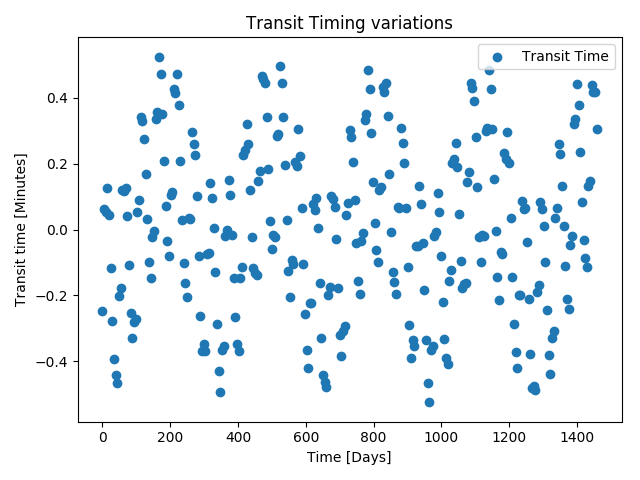 Transit Timing variations
Transit Time
Transit time [Minutes]
0.4
0.2
0.0
−0.2
−0.4
0 200 400 600 800 1000 1200 1400
Time [Days]